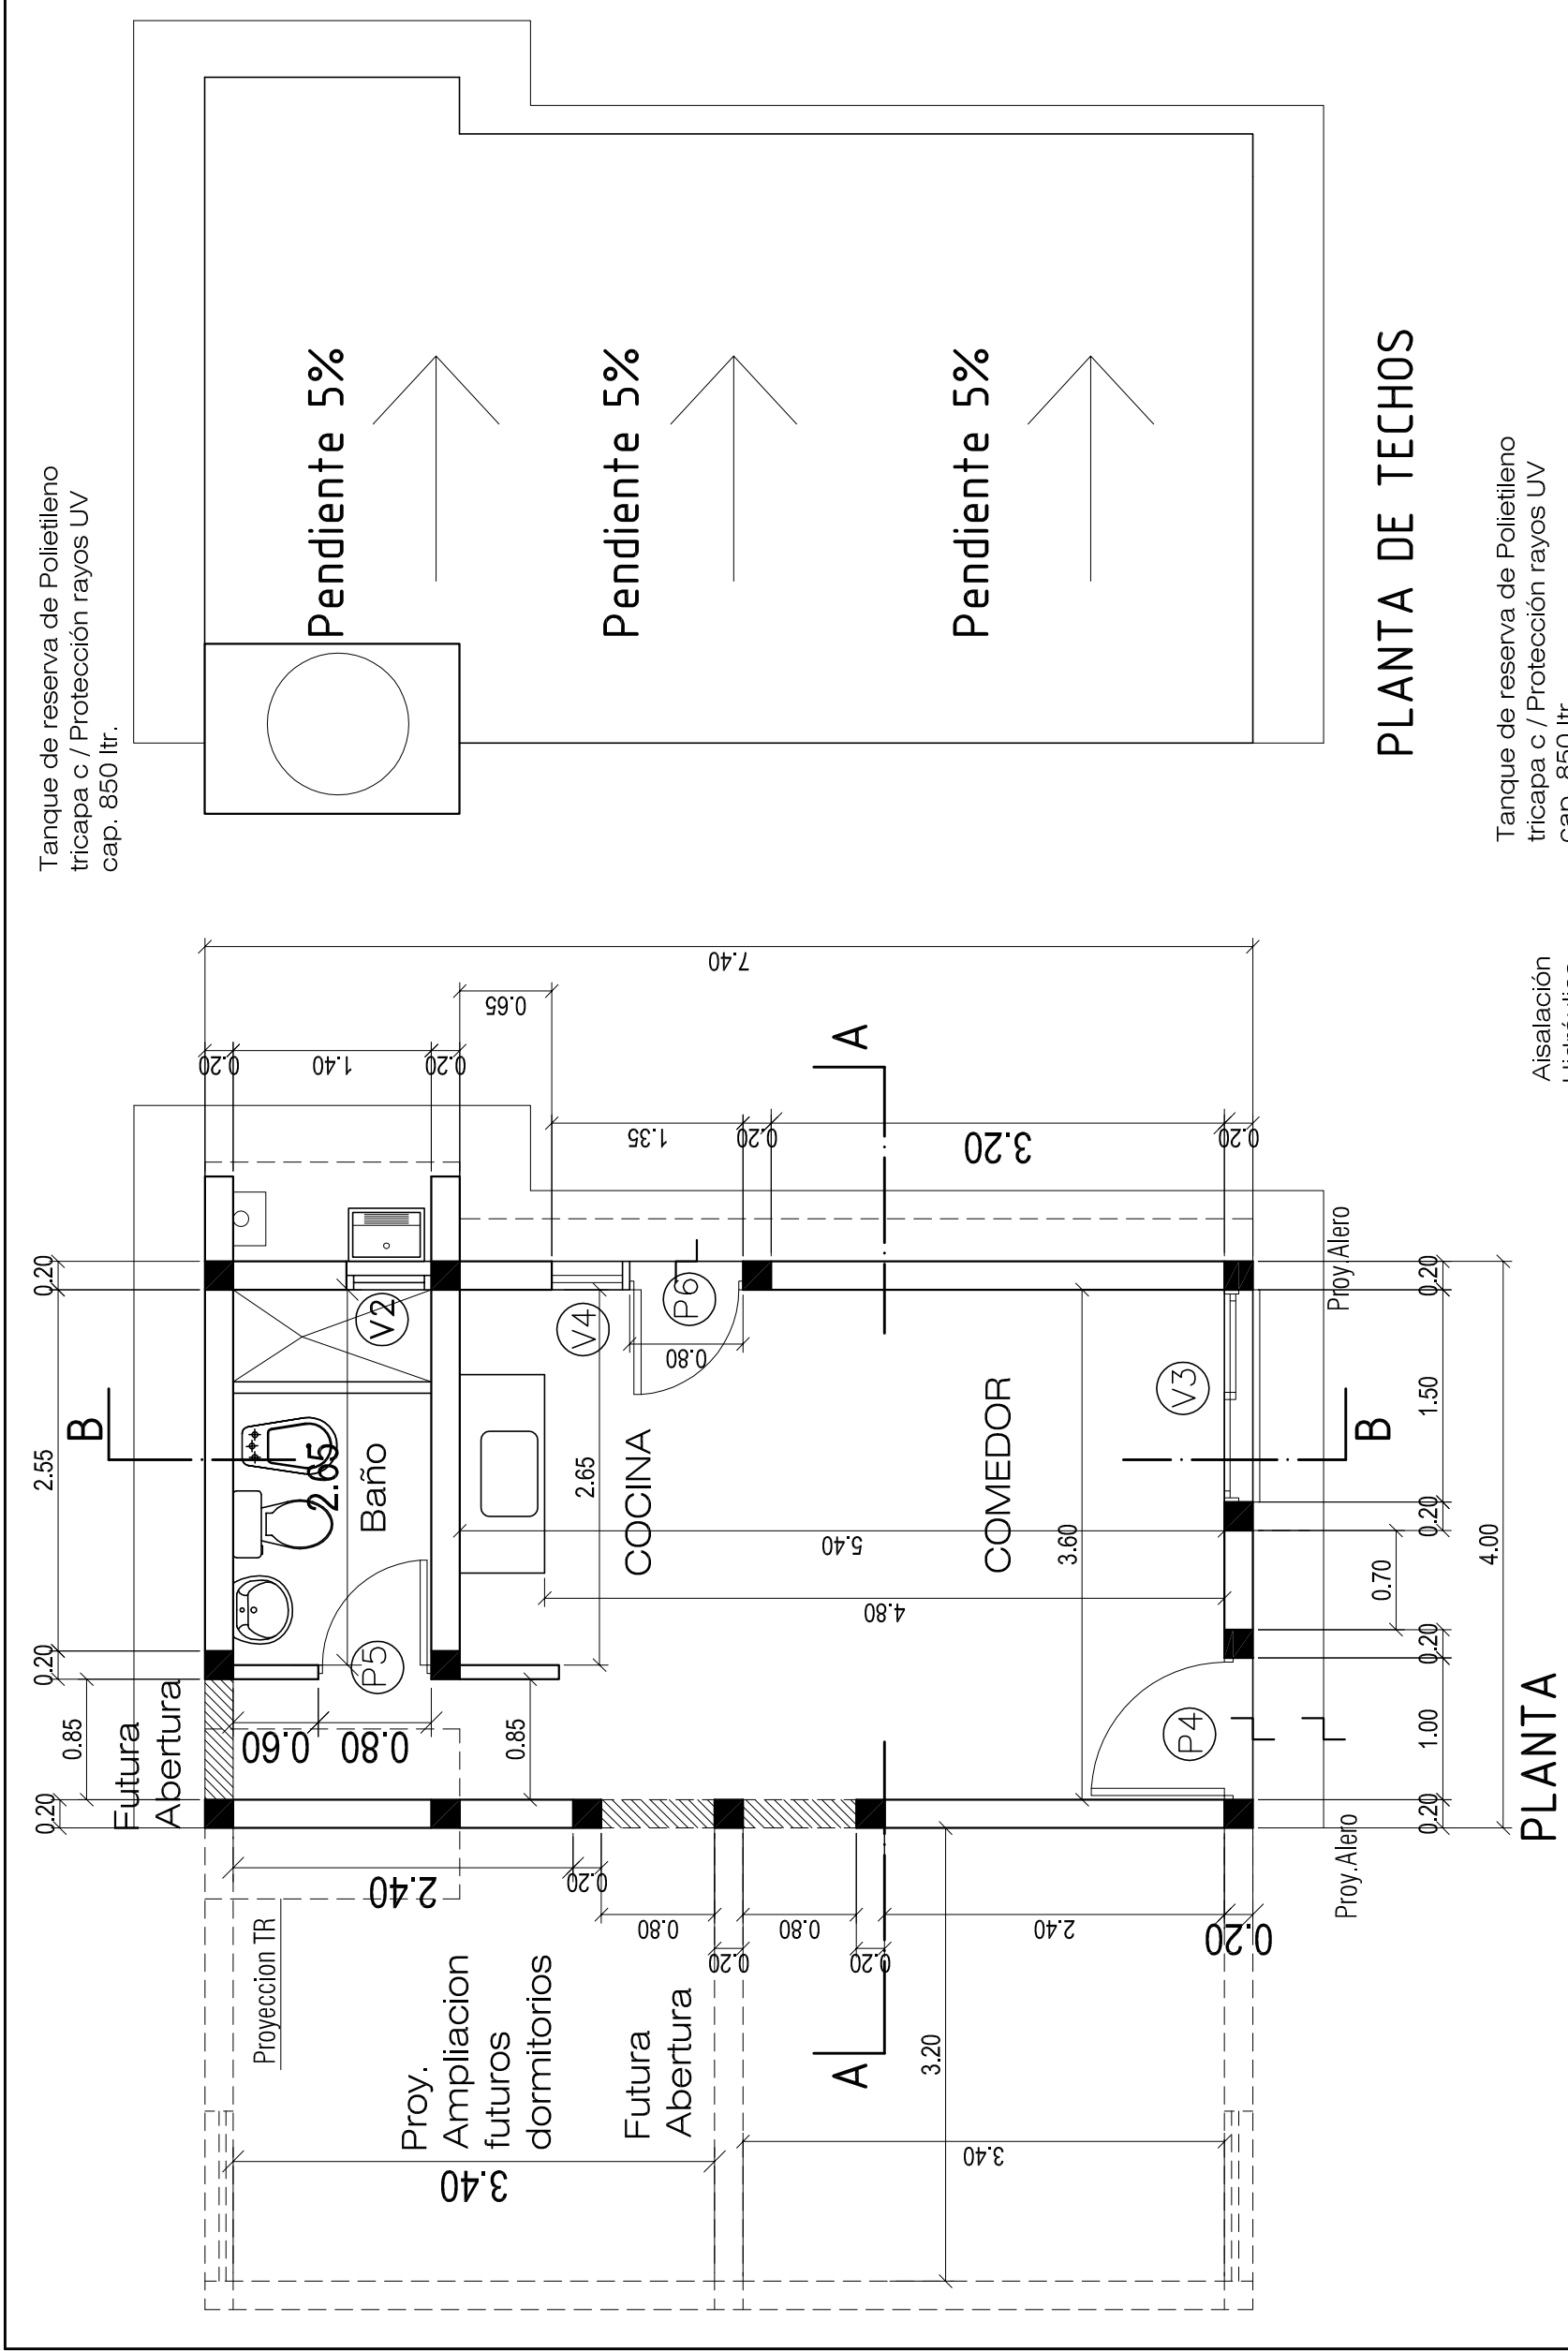 Tanque de reserva de Polietileno
tricapa c / Protección rayos UV
cap. 850 ltr.
Pendiente 5%
Pendiente 5%
Pendiente 5%
PLANTA DE TECHOS
Tanque de reserva de Polietileno
tricapa c / Protección rayos UV
cap. 850 ltr.
Aisalación
7.40
0.65
0.20
1.40
0.20
A
1.35
0.20
3.20
0.20
0.20
2.55
0.20
0.85
0.20
B
V2
2.65
Baño
P5
0.60
0.80
Futura
Abertura
V4
P6
0.80
2.65
COCINA
0.85
COMEDOR
5.40
4.80
3.60
V3
P4
B
Proy.Alero
0.20
1.50
0.20
0.70
0.20
1.00
0.20
4.00
Proy.Alero
PLANTA
2.40
0.20
0.80
0.20
0.80
0.20
2.40
0.20
Proyeccion TR
Proy.
Ampliacion
futuros
dormitorios
Futura
Abertura
A
3.20
3.40
3.40